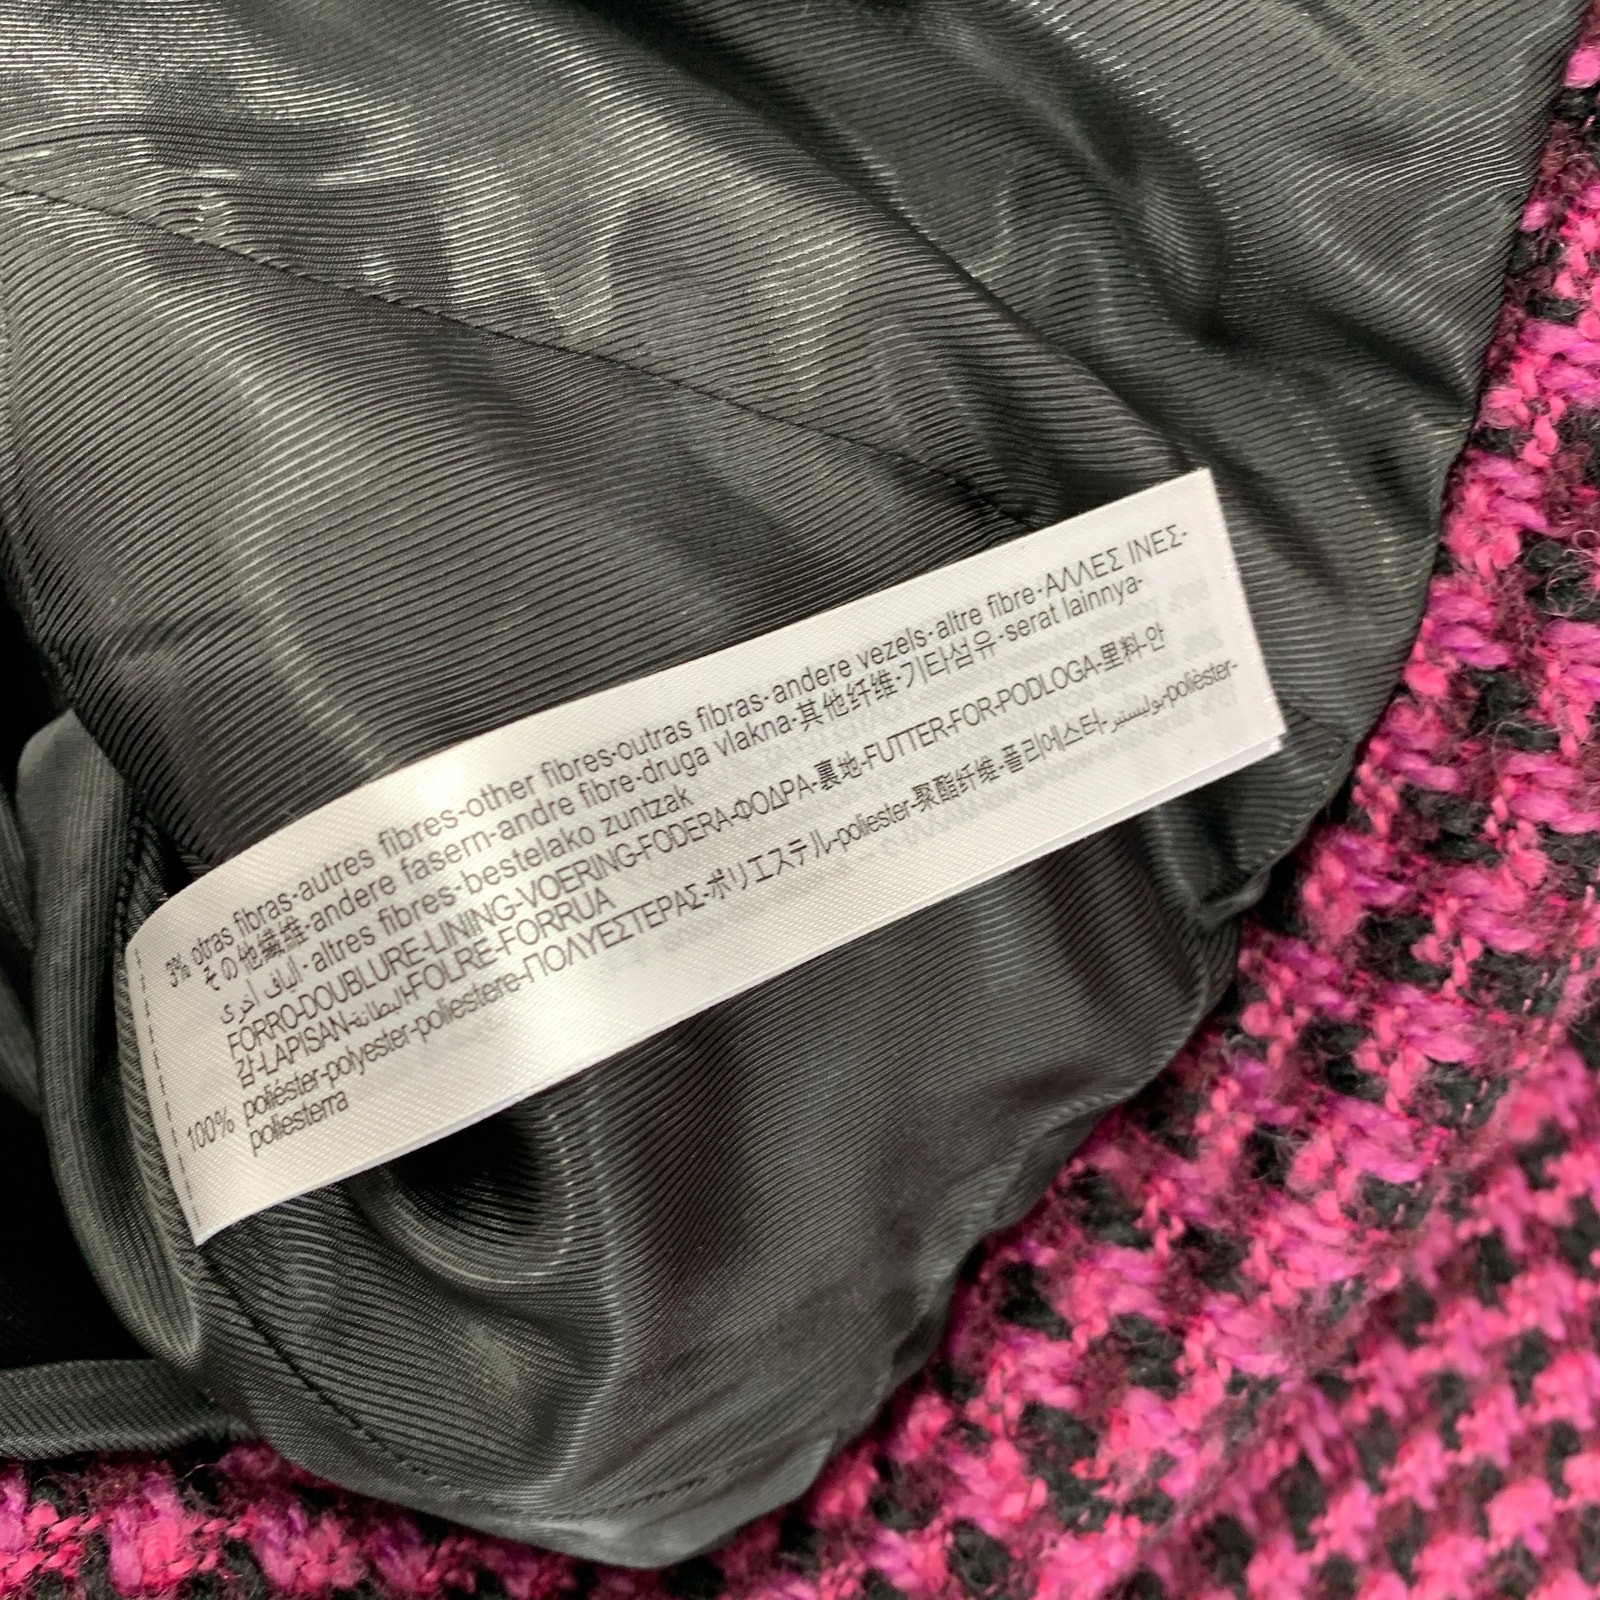 3% otras fibras-autres fibres-other fibres-outras fibras-andere vezels-altre fibre-ΑΛΛΕΣ ΙΝΕΣ-
その他繊維-andere fasern-andre fibre-druga vlakna-其他纤维-기타섬유-serat lainnya-
ألياف أخرى-altres fibres-bestelako zuntzak
FORRO-DOUBLURE-LINING-VOERING-FODERA-ΦΟΔΡΑ-裏地-FUTTER-FOR-PODLOGA-里料-안
감-LAPISAN-البطانة-FOLRE-FORRUA
100% poliéster-polyester-poliestere-ΠΟΛΥΕΣΤΕΡΑΣ-ポリエステル-poliester-聚酯纤维-폴리에스터-بوليستير-polièster-
poliesterra